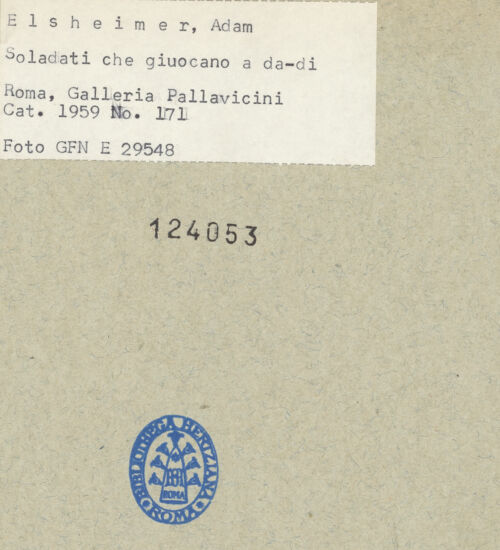 E l s h e i m e r, Adam
Soladati che giuocano a da-di
Roma, Galleria Pallavicini
Cat. 1959 No. 171
Foto GFN E 29548
124053
BIBLIOTHECA HERTZIANA
ROMA
· ROMA ·